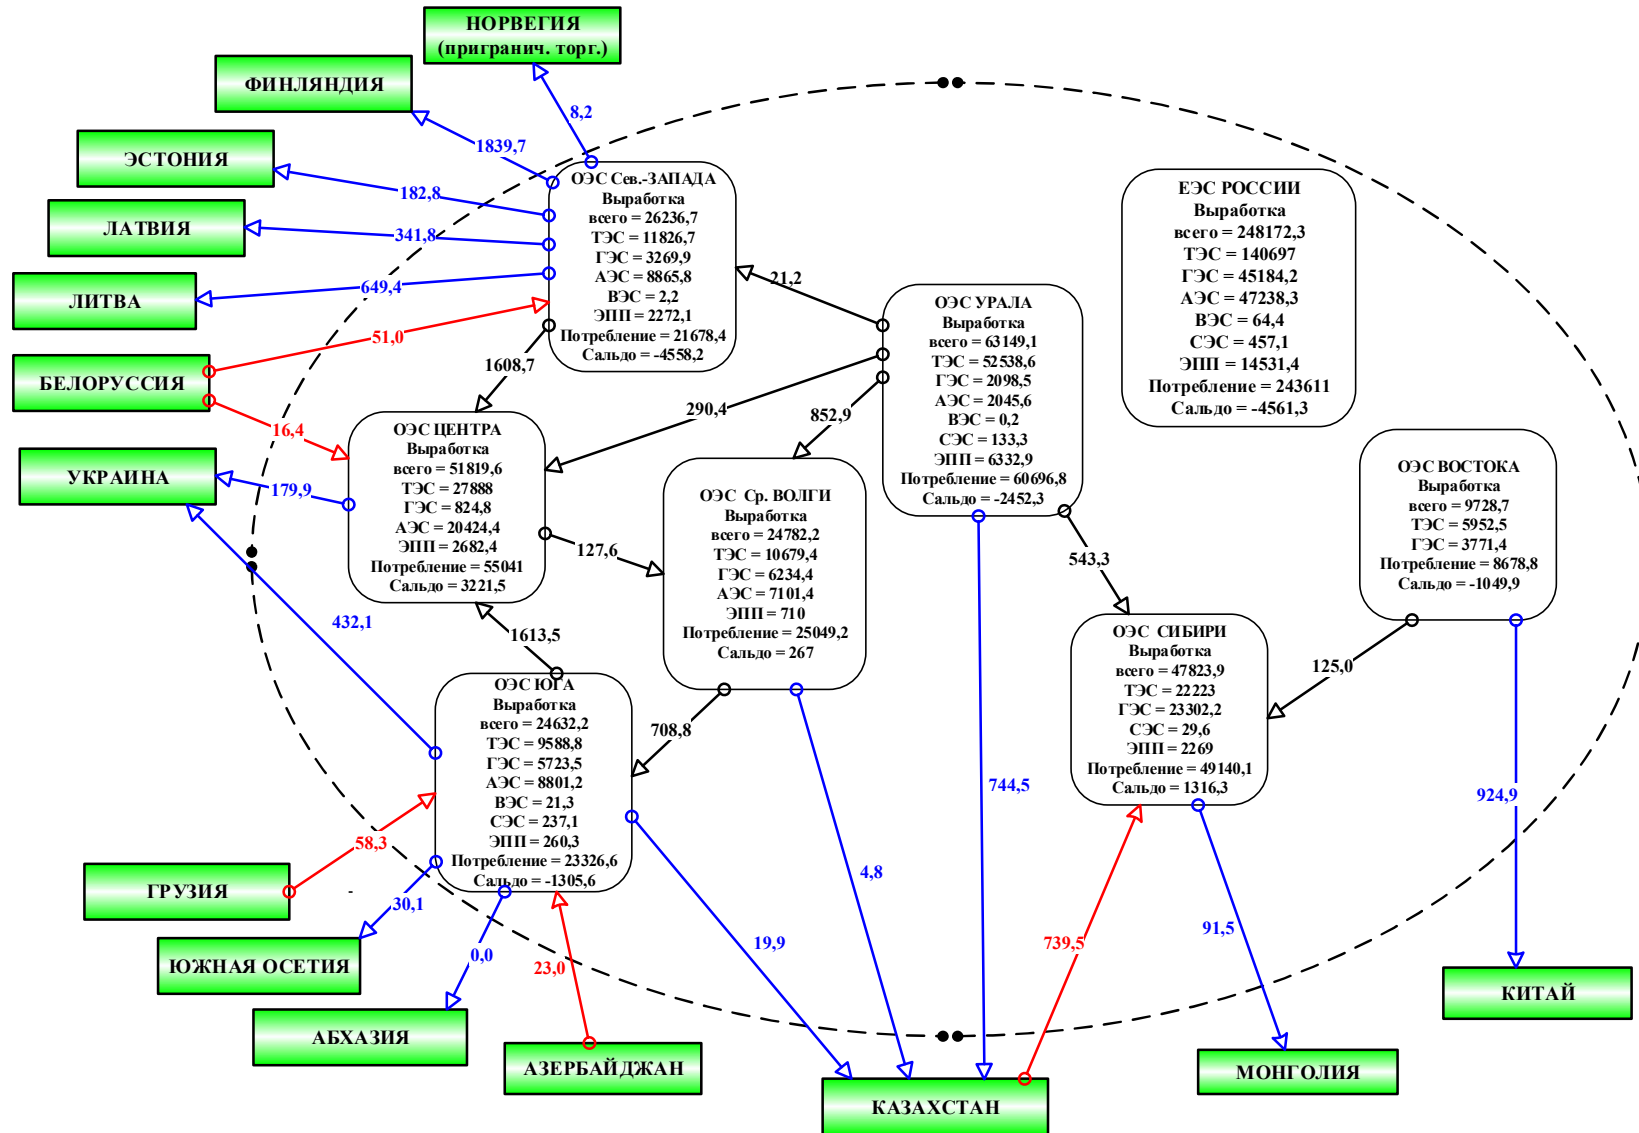 НОРВЕГИЯ
(пригранич. торг.)
ФИНЛЯНДИЯ
8,2
1839,7
ЭСТОНИЯ
182,8
ЛАТВИЯ
341,8
ЛИТВА
649,4
БЕЛОРУССИЯ
51,0
16,4
УКРАИНА
179,9
432,1
ОЭС Сев.-ЗАПАДА
Выработка
всего = 26236,7
ТЭС = 11826,7
ГЭС = 3269,9
АЭС = 8865,8
ВЭС = 2,2
ЭПП = 2272,1
Потребление = 21678,4
Сальдо = -4558,2
21,2
1608,7
290,4
852,9
ОЭС УРАЛА
Выработка
всего = 63149,1
ТЭС = 52538,6
ГЭС = 2098,5
АЭС = 2045,6
ВЭС = 0,2
СЭС = 133,3
ЭПП = 6332,9
Потребление = 60696,8
Сальдо = -2452,3
ЕЭС РОССИИ
Выработка
всего = 248172,3
ТЭС = 140697
ГЭС = 45184,2
АЭС = 47238,3
ВЭС = 64,4
СЭС = 457,1
ЭПП = 14531,4
Потребление = 243611
Сальдо = -4561,3
ОЭС ЦЕНТРА
Выработка
всего = 51819,6
ТЭС = 27888
ГЭС = 824,8
АЭС = 20424,4
ЭПП = 2682,4
Потребление = 55041
Сальдо = 3221,5
127,6
1613,5
ОЭС Ср. ВОЛГИ
Выработка
всего = 24782,2
ТЭС = 10679,4
ГЭС = 6234,4
АЭС = 7101,4
ЭПП = 710
Потребление = 25049,2
Сальдо = 267
708,8
543,3
ОЭС ВОСТОКА
Выработка
всего = 9728,7
ТЭС = 5952,5
ГЭС = 3771,4
Потребление = 8678,8
Сальдо = -1049,9
125,0
ОЭС СИБИРИ
Выработка
всего = 47823,9
ТЭС = 22223
ГЭС = 23302,2
СЭС = 29,6
ЭПП = 2269
Потребление = 49140,1
Сальдо = 1316,3
ОЭС ЮГА
Выработка
всего = 24632,2
ТЭС = 9588,8
ГЭС = 5723,5
АЭС = 8801,2
ВЭС = 21,3
СЭС = 237,1
ЭПП = 260,3
Потребление = 23326,6
Сальдо = -1305,6
744,5
924,9
58,3
4,8
ГРУЗИЯ
-
30,1
0,0
23,0
19,9
739,5
91,5
ЮЖНАЯ ОСЕТИЯ
АБХАЗИЯ
АЗЕРБАЙДЖАН
КАЗАХСТАН
МОНГОЛИЯ
КИТАЙ